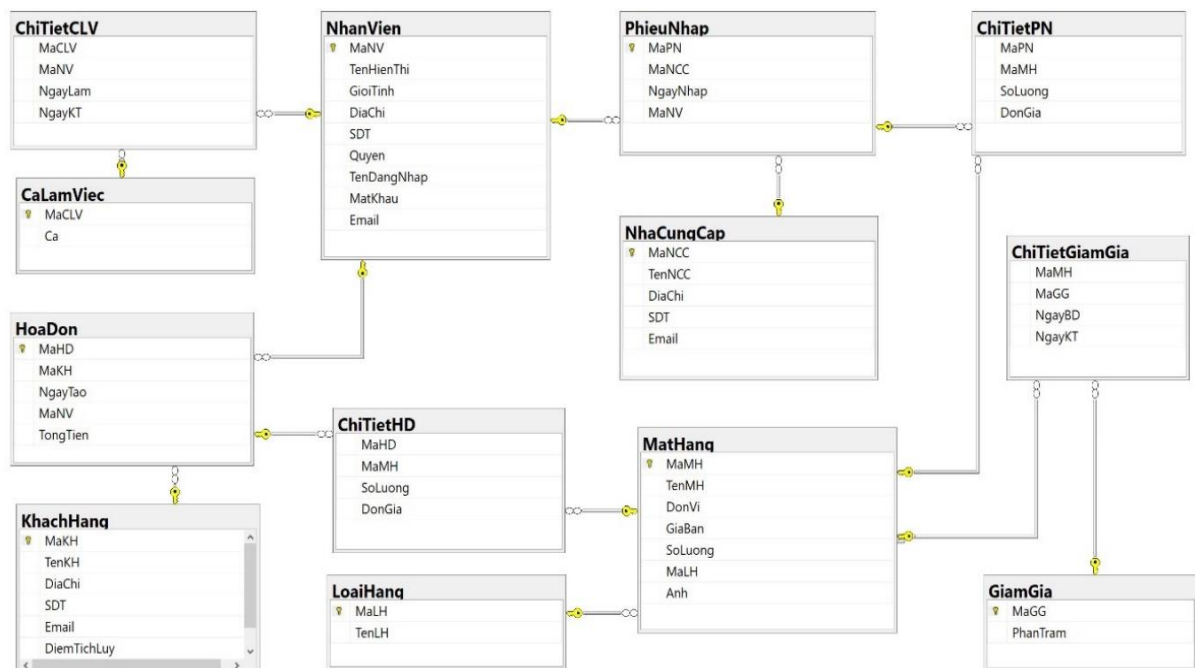 ChiTietCLV
MaCLV
MaNV
NgayLam
NgayKT
NhanVien
MaNV
TenHienThi
GioiTinh
DiaChi
SDT
Quyen
TenDangNhap
MatKhau
Email
PhieuNhap
MaPN
MaNCC
NgayNhap
MaNV
ChiTietPN
MaPN
MaMH
SoLuong
DonGia
CaLamViec
MaCLV
Ca
NhaCungCap
MaNCC
TenNCC
DiaChi
SDT
Email
ChiTietGiamGia
MaMH
MaGG
NgayBD
NgayKT
HoaDon
MaHD
MaKH
NgayTao
MaNV
TongTien
ChiTietHD
MaHD
MaMH
SoLuong
DonGia
MatHang
MaMH
TenMH
DonVi
GiaBan
SoLuong
MaLH
Anh
KhachHang
MaKH
TenKH
DiaChi
SDT
Email
DiemTichLuy
LoaiHang
MaLH
TenLH
GiamGia
MaGG
PhanTram